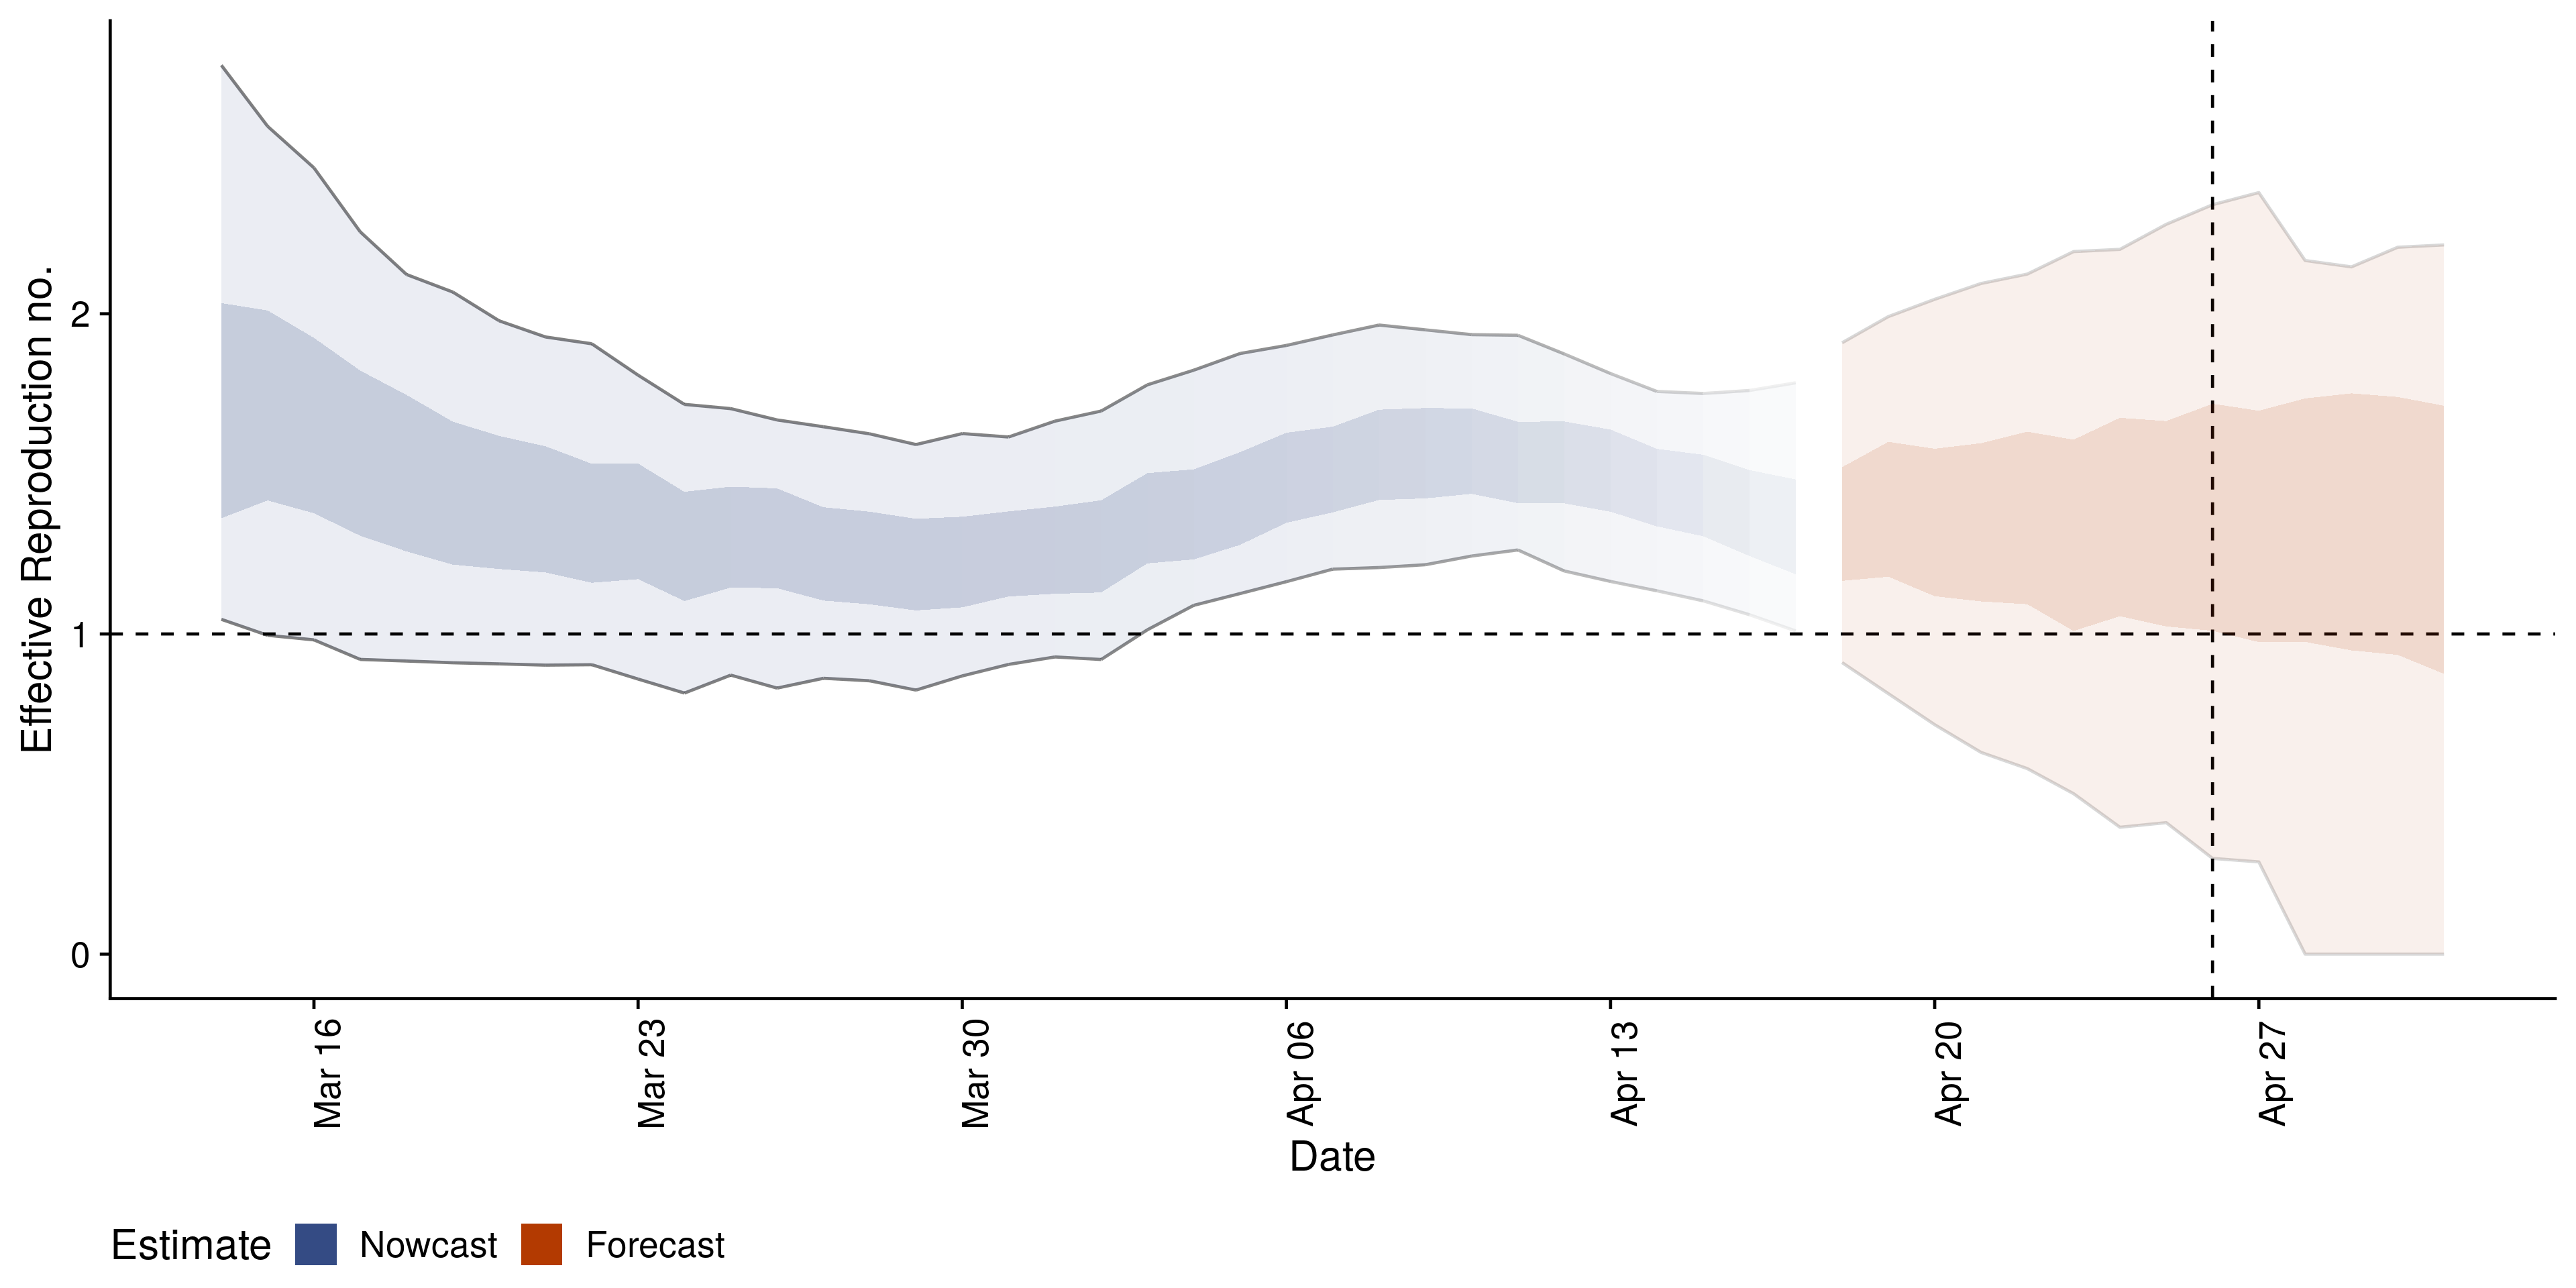 Effective Reproduction no.
2
1
0
Mar 16
Mar 23
Mar 30
Apr 06
Apr 13
Apr 20
Apr 27
Date
Estimate Nowcast Forecast